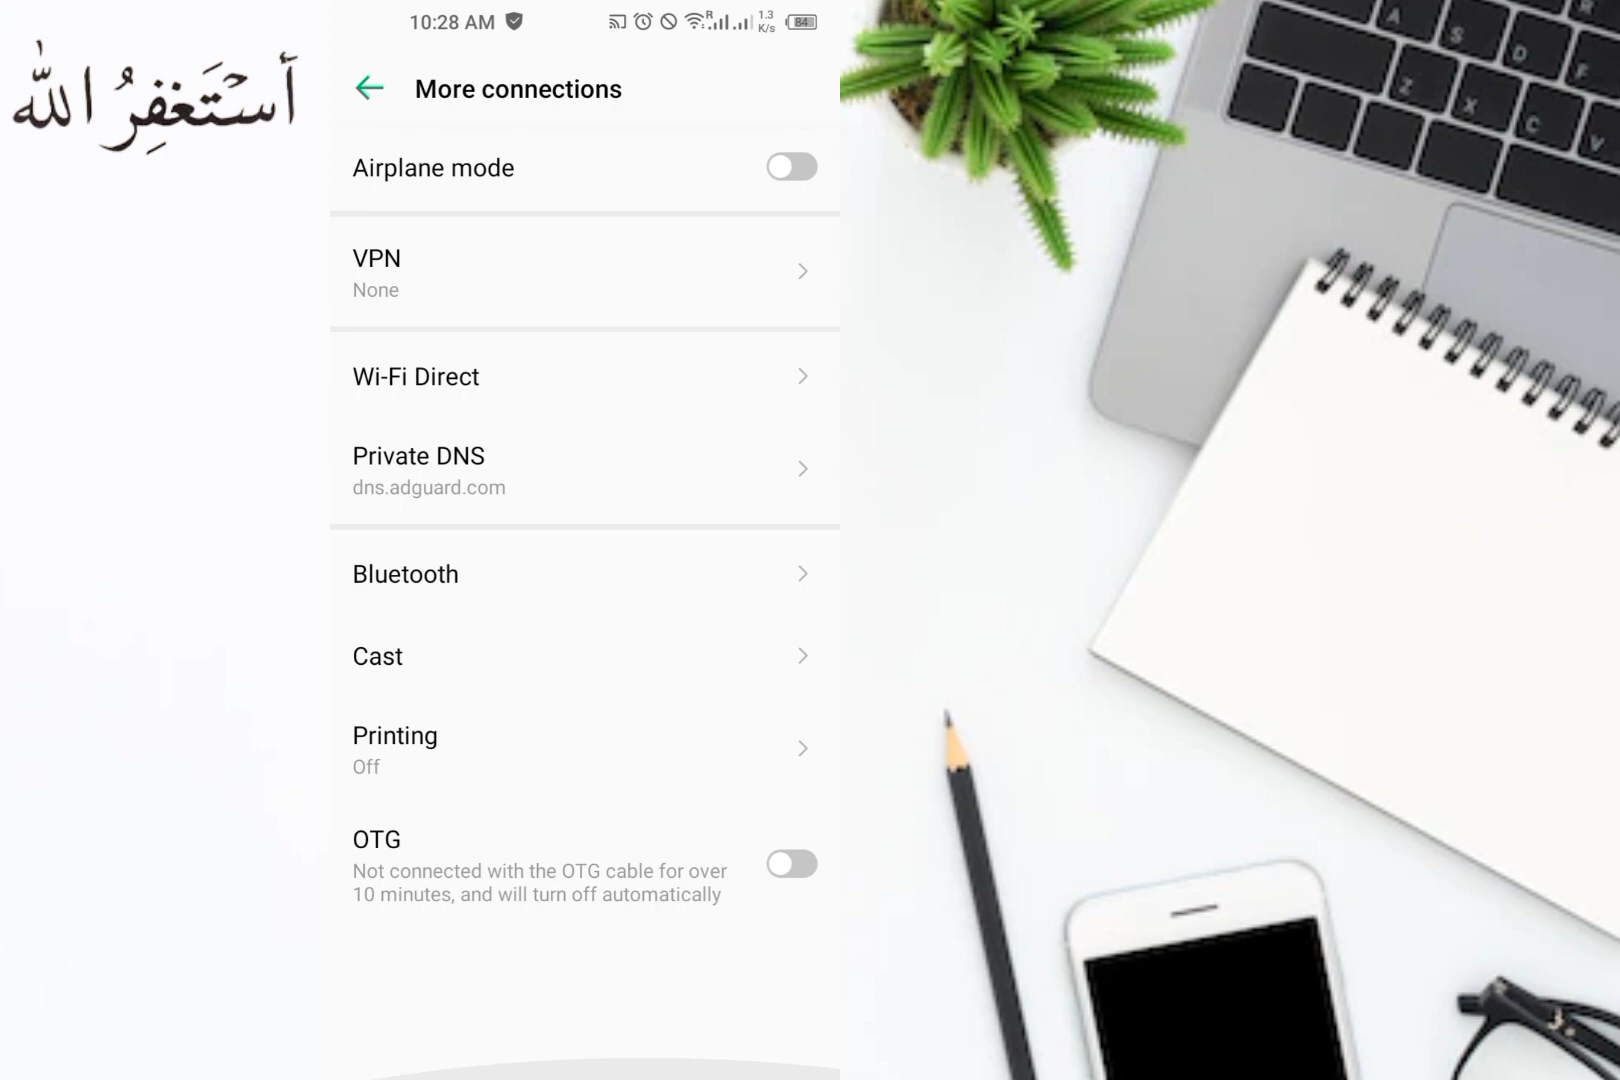 أستَغفِرُ اللّٰه
10:28 AM
R
1.3
K/s
84
More connections
Airplane mode
VPN
None
Wi-Fi Direct
Private DNS
dns.adguard.com
Bluetooth
Cast
Printing
Off
OTG
Not connected with the OTG cable for over
10 minutes, and will turn off automatically
A S D F
Z X C V